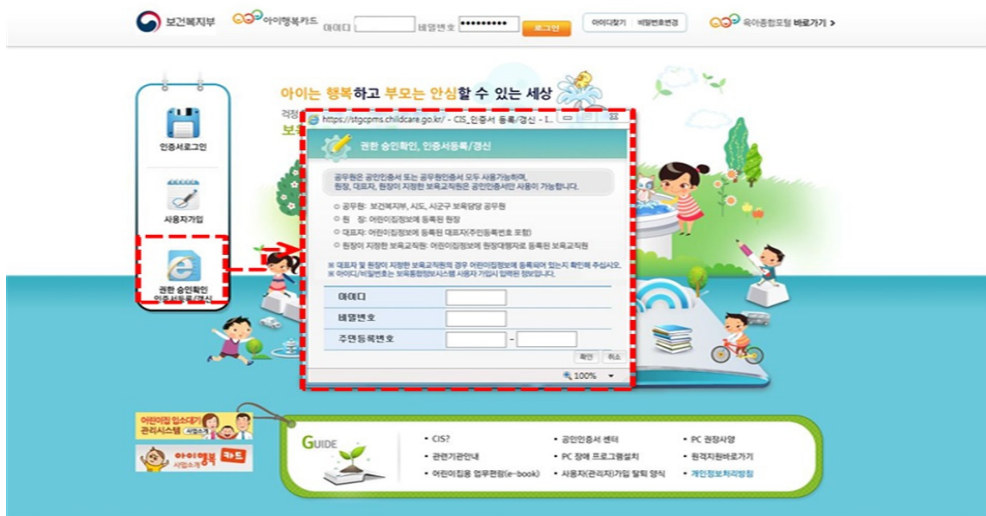 보건복지부
아이행복카드
아이디
비밀번호
로그인
아이디찾기
비밀번호변경
육아종합포털 바로가기 >
아이는 행복하고 부모는 안심할 수 있는 세상
걱정
보육
인증서로그인
사용자가입
권한 승인확인
인증서등록/갱신
https://stgcpms.childcare.go.kr/ - CIS_인증서 등록/갱신 - I...
권한 승인확인, 인증서등록/갱신
공무원은 공인인증서 또는 공무원인증서 모두 사용가능하며,
원장, 대표자, 원장이 지정한 보육교직원은 공인인증서만 사용이 가능합니다.
○ 공무원: 보건복지부, 시도, 시군구 보육담당 공무원
○ 원 장: 어린이집정보에 등록된 원장
○ 대표자: 어린이집정보에 등록된 대표자(주민등록번호 포함)
○ 원장이 지정한 보육교직원: 어린이집정보에 원장대행자로 등록된 보육교직원
※ 대표자 및 원장이 지정한 보육교직원의 경우 어린이집정보에 등록되어 있는지 확인해 주십시오.
※ 아이디/비밀번호는 보육통합정보시스템 사용자 가입시 입력된 정보입니다.
아이디
비밀번호
주민등록번호
-
확인
취소
100%
어린이집 입소대기
관리시스템 사업소개
아이행복 카드
사업소개
GUIDE
• CIS?
• 공인인증서 센터
• PC 권장사양
• 관련기관안내
• PC 장애 프로그램설치
• 원격지원바로가기
• 어린이집용 업무편람(e-book)
• 사용자(관리자)가입 탈퇴 양식
• 개인정보처리방침